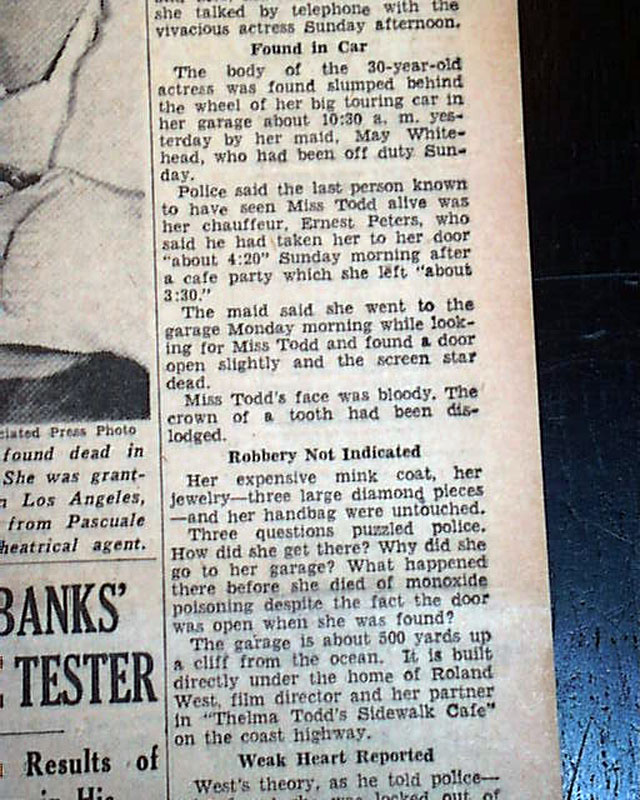 she talked by telephone with the
vivacious actress Sunday afternoon.
Found in Car
The body of the 30-year-old
actress was found slumped behind
the wheel of her big touring car in
her garage about 10:30 a. m. yes-
terday by her maid, May White-
head, who had been off duty Sun-
day.
Police said the last person known
to have seen Miss Todd alive was
her chauffeur, Ernest Peters, who
said he had taken her to her door
"about 4:20" Sunday morning after
a cafe party which she left "about
3:30."
The maid said she went to the
garage Monday morning while look-
ing for Miss Todd and found a door
open slightly and the screen star
dead.
Miss Todd's face was bloody. The
crown of a tooth had been dis-
lodged.
Robbery Not Indicated
Her expensive mink coat, her
jewelry—three large diamond pieces
—and her handbag were untouched.
Three questions puzzled police.
How did she get there? Why did she
go to her garage? What happened
there before she died of monoxide
poisoning despite the fact the door
was open when she was found?
The garage is about 500 yards up
a cliff from the ocean. It is built
directly under the home of Roland
West, film director and her partner
in "Thelma Todd's Sidewalk Cafe"
on the coast highway.
Weak Heart Reported
West's theory, as he told police—
she was locked out of
ciated Press Photo
found dead in
She was grant-
n Los Angeles,
from Pascuale
heatrical agent.
BANKS'
TESTER
Results of
in His